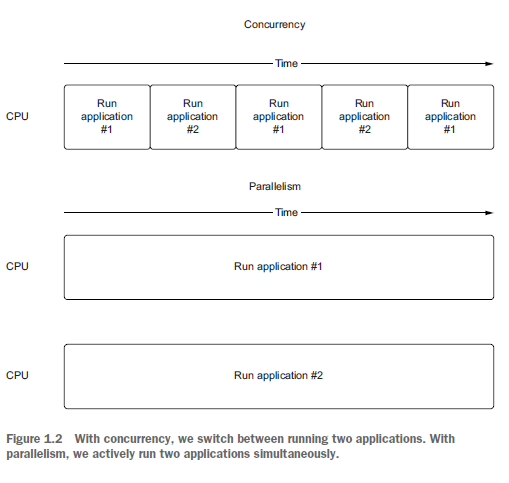 Concurrency
Time
CPU
Run application #1
Run application #2
Run application #1
Run application #2
Run application #1
Parallelism
Time
CPU
Run application #1
CPU
Run application #2
Figure 1.2 With concurrency, we switch between running two applications. With
parallelism, we actively run two applications simultaneously.